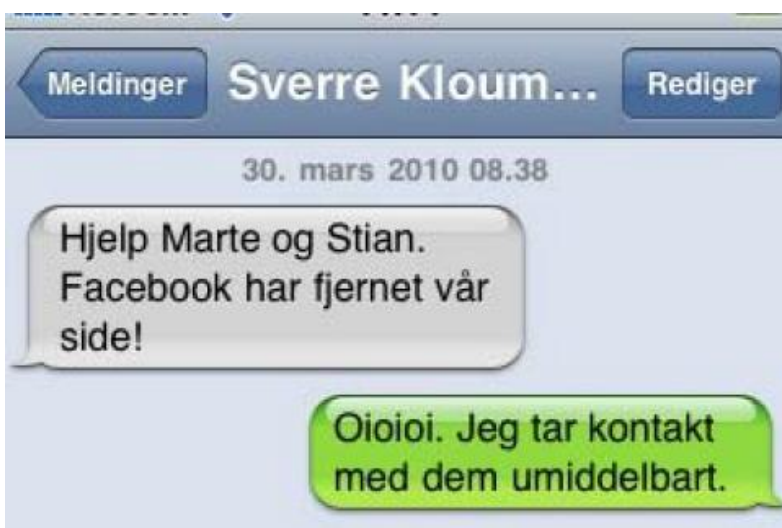 Meldinger Sverre Kloum... Rediger
30. mars 2010 08.38
Hjelp Marte og Stian.
Facebook har fjernet vår
side!
Oioioi. Jeg tar kontakt
med dem umiddelbart.